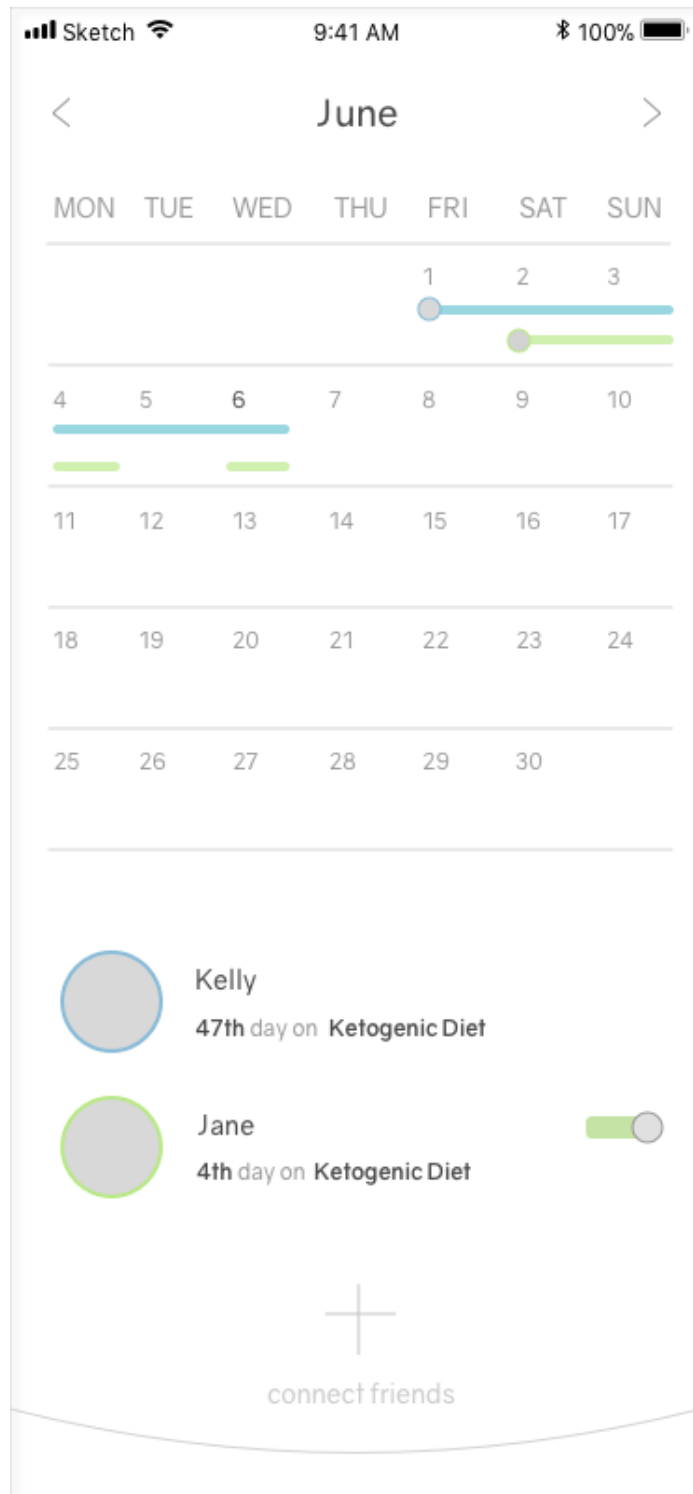 Sketch 9:41 AM 100%
June
MON TUE WED THU FRI SAT SUN
1 2 3
4 5 6 7 8 9 10
11 12 13 14 15 16 17
18 19 20 21 22 23 24
25 26 27 28 29 30
Kelly
47th day on Ketogenic Diet
Jane
4th day on Ketogenic Diet
connect friends